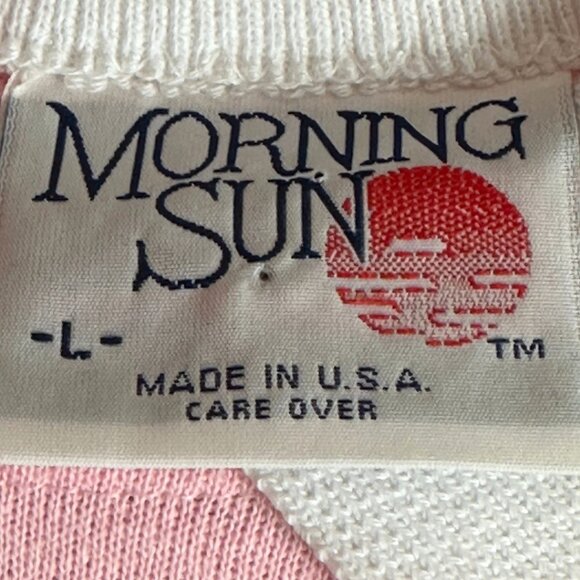 MORNING
SUN
-L-
TM
MADE IN U.S.A.
CARE OVER